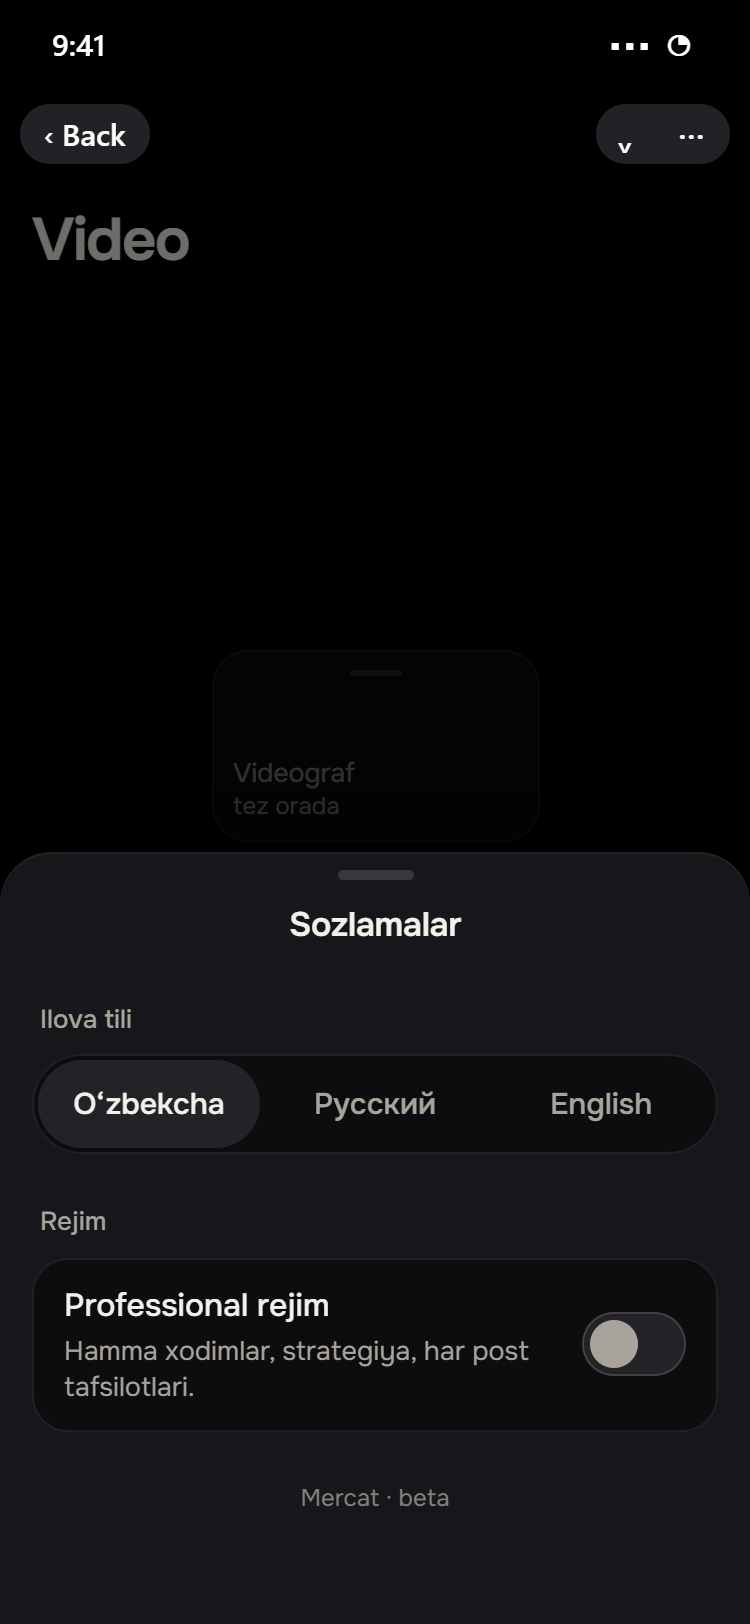 9:41
‹ Back
Video
Videograf
tez orada
Sozlamalar
Ilova tili
Oʻzbekcha Русский English
Rejim
Professional rejim
Hamma xodimlar, strategiya, har post
tafsilotlari.
Mercat · beta